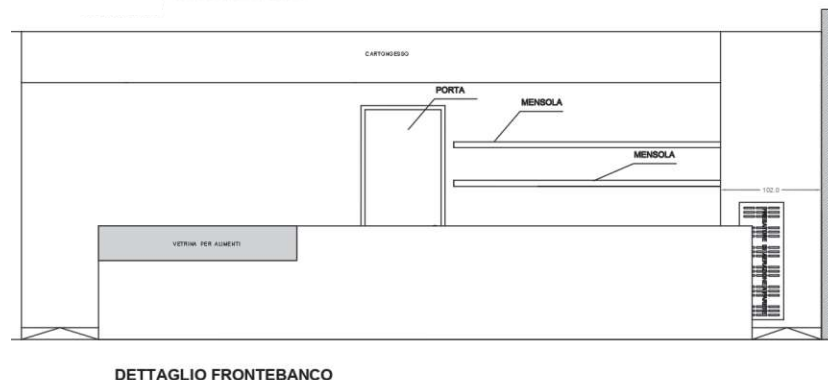 CARTONGESSO
PORTA
MENSOLA
MENSOLA
102.0
VETRINA PER ALIMENTI
DETTAGLIO FRONTEBANCO